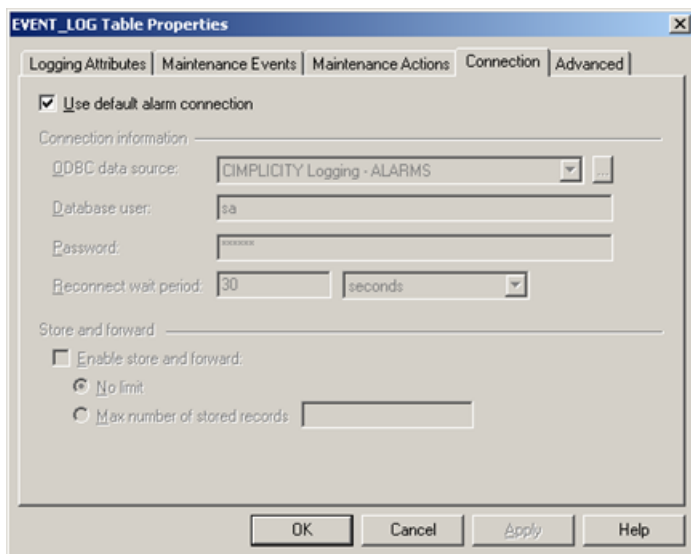 EVENT_LOG Table Properties
Logging Attributes Maintenance Events Maintenance Actions Connection Advanced
Use default alarm connection
Connection information
ODBC data source: CIMPLICITY Logging - ALARMS ...
Database user: sa
Password: ******
Reconnect wait period: 30 seconds
Store and forward
Enable store and forward:
No limit
Max number of stored records
OK Cancel Apply Help